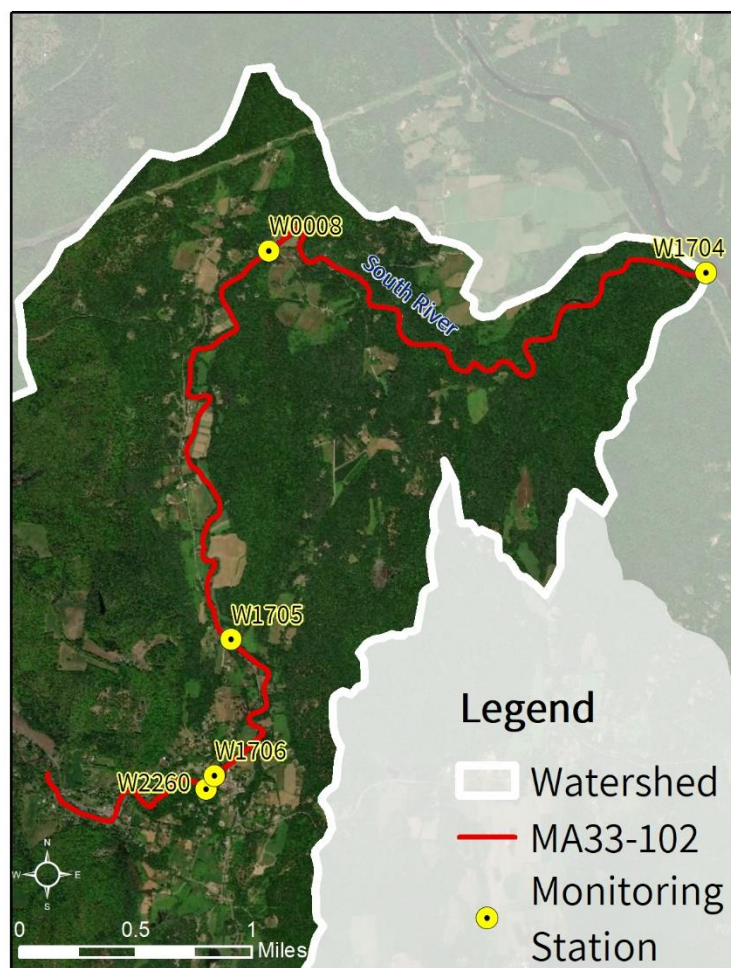 W0008
W1704
South River
W1705
W1706
W2260
Legend
Watershed
MA33-102
Monitoring
Station
N
W E
S
0 0.5 1
Miles